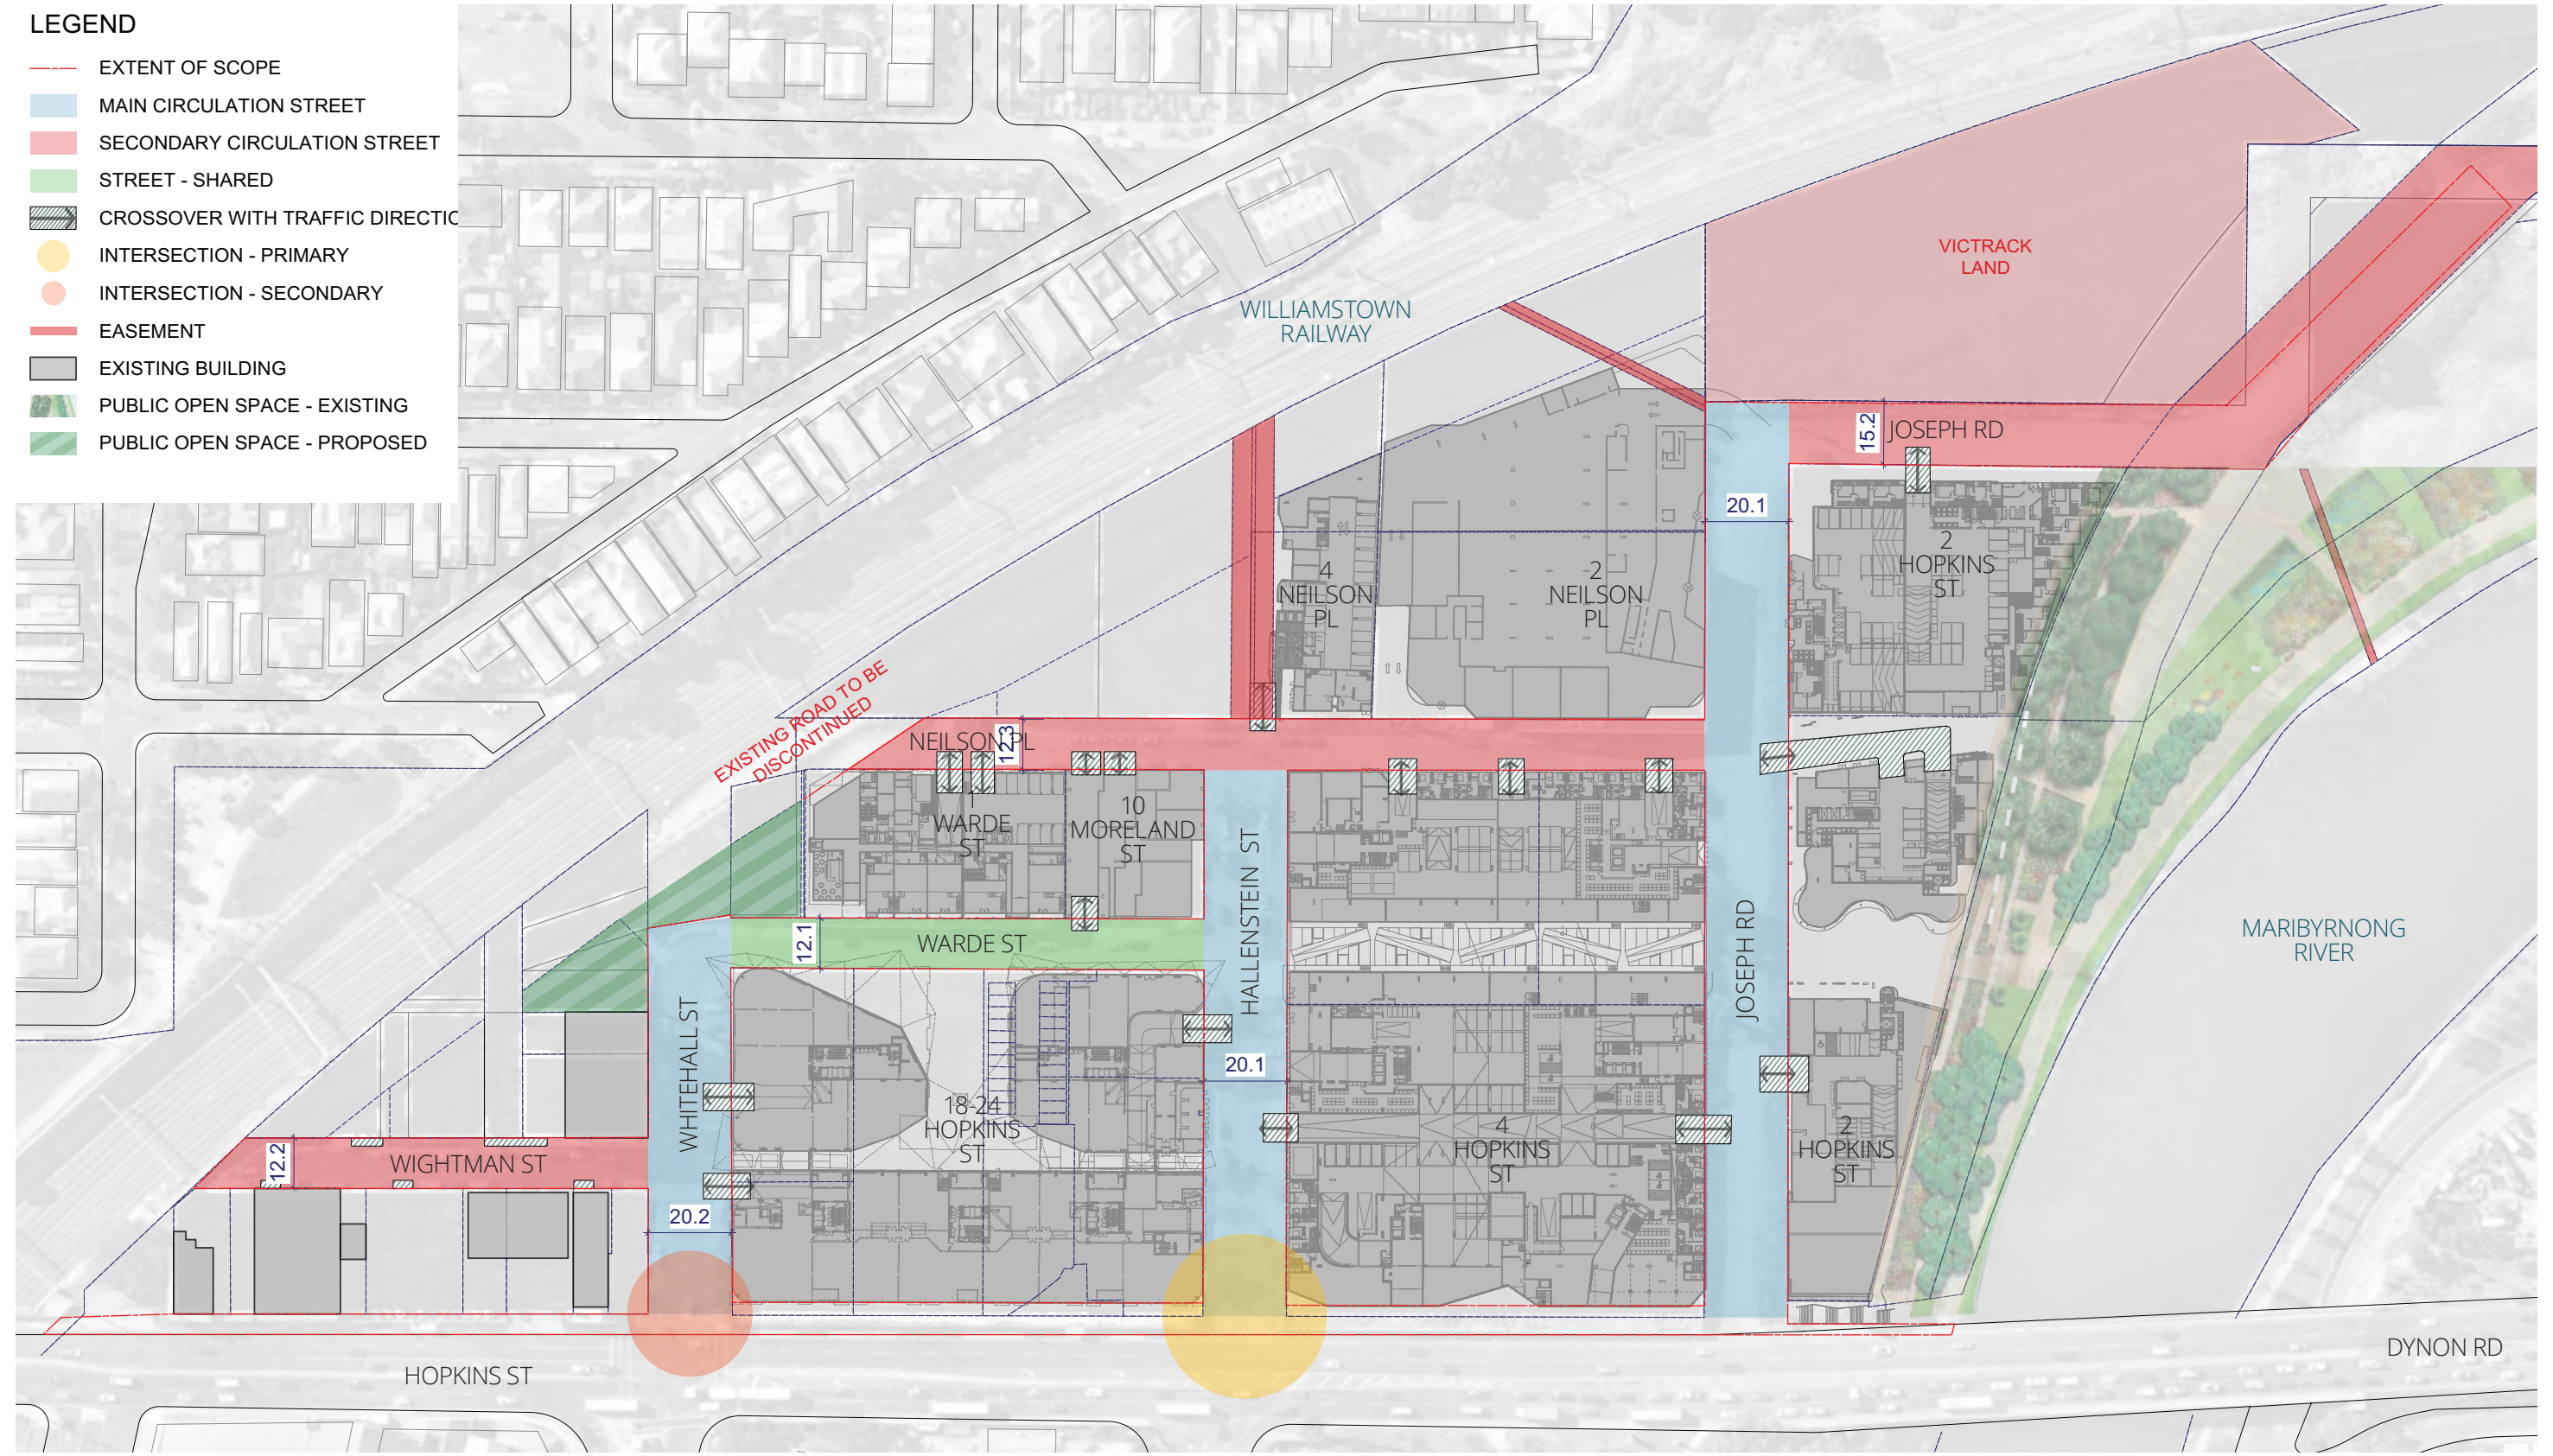 LEGEND
EXTENT OF SCOPE
MAIN CIRCULATION STREET
SECONDARY CIRCULATION STREET
STREET - SHARED
CROSSOVER WITH TRAFFIC DIRECTIC
INTERSECTION - PRIMARY
INTERSECTION - SECONDARY
EASEMENT
EXISTING BUILDING
PUBLIC OPEN SPACE - EXISTING
PUBLIC OPEN SPACE - PROPOSED
VICTRACK
LAND
WILLIAMSTOWN
RAILWAY
15.2
JOSEPH RD
20.1
2
HOPKINS
ST
4
NEILSON
PL
2
NEILSON
PL
EXISTING ROAD TO BE
DISCONTINUED
NEILSON PL
12.3
1
WARDE
ST
10
MORELAND
ST
HALLENSTEIN ST
JOSEPH RD
12.1
WARDE ST
MARIBYRNONG
RIVER
WHITEHALL ST
20.1
18-24
HOPKINS
ST
4
HOPKINS
ST
2
HOPKINS
ST
12.2
WIGHTMAN ST
20.2
HOPKINS ST
DYNON RD